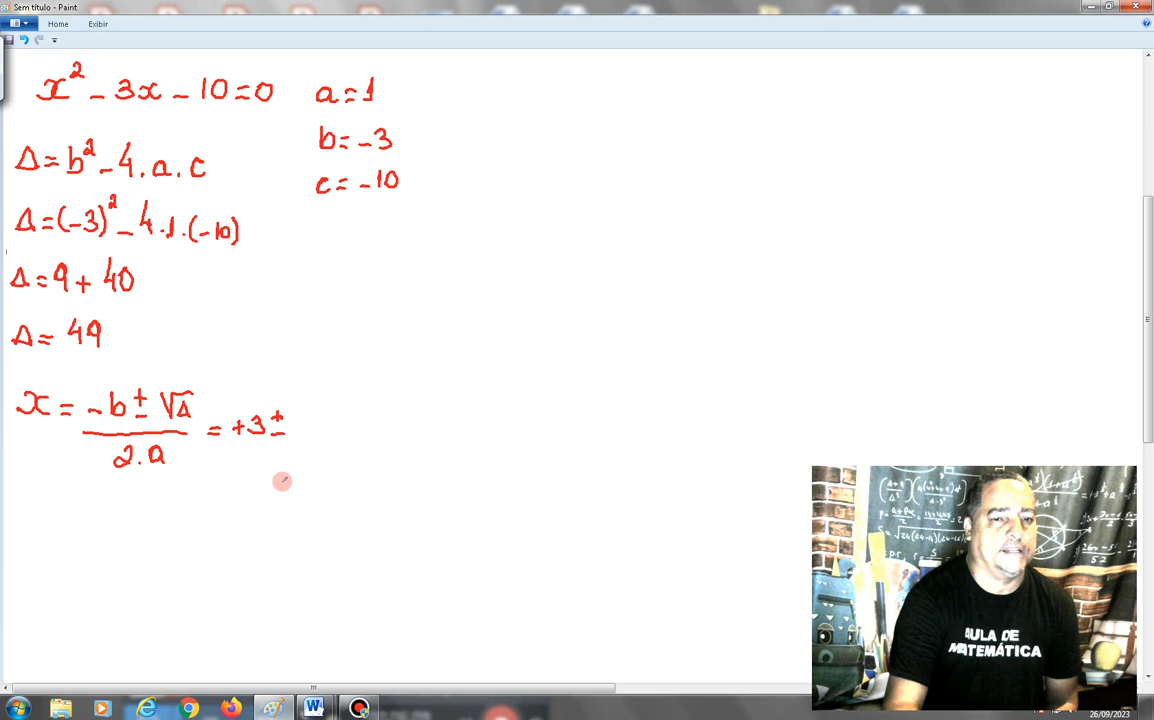 Sem título - Paint
Home Exibir
x² - 3x - 10 = 0
a = 1
b = -3
c = -10
Δ = b² - 4 . a . c
Δ = (-3)² - 4 . 1 . (-10)
Δ = 9 + 40
Δ = 49
x = -b ± √Δ / 2 . a = +3 ±
AULA DE
MATEMÁTICA
26/09/2023